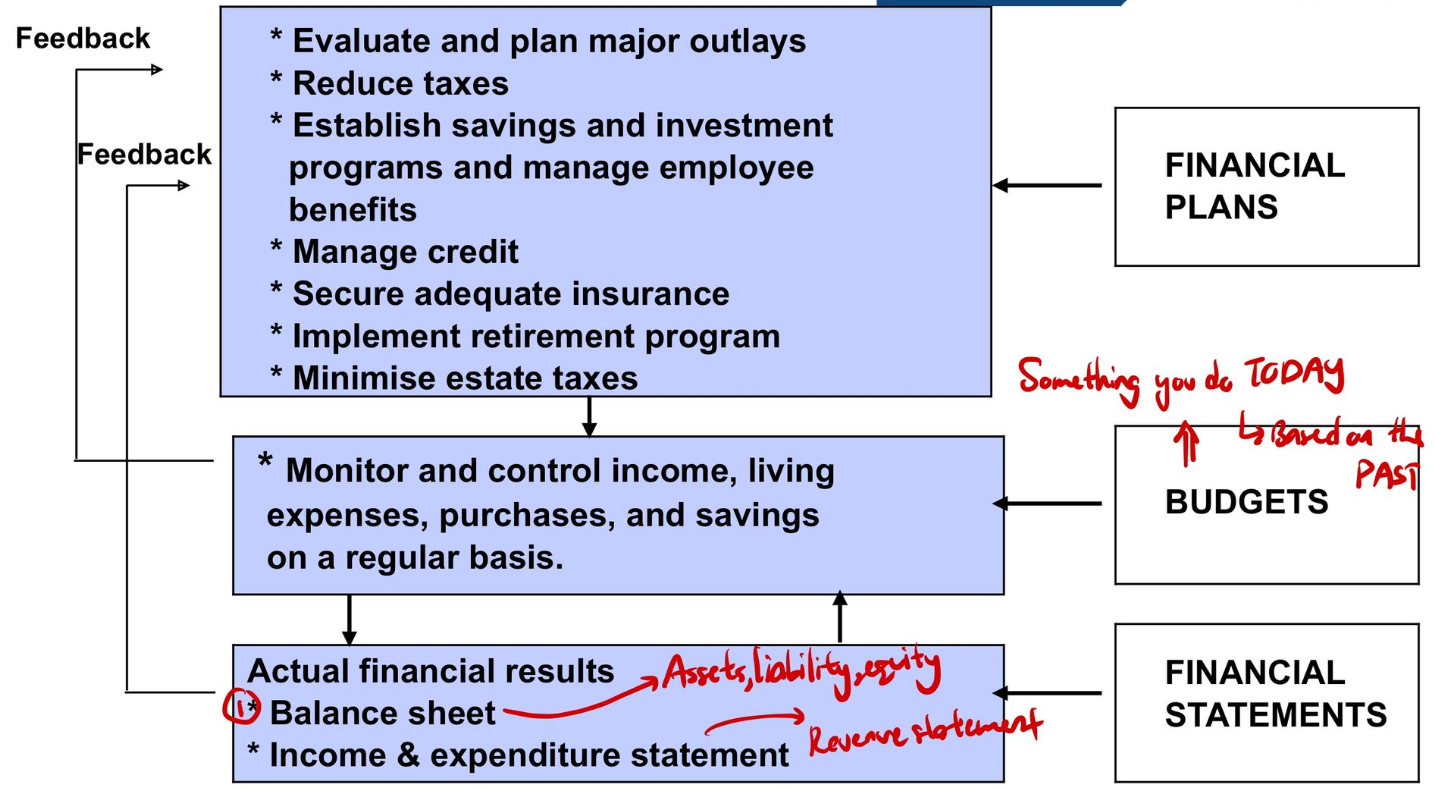 Feedback
Feedback
* Evaluate and plan major outlays
* Reduce taxes
* Establish savings and investment
programs and manage employee
benefits
* Manage credit
* Secure adequate insurance
* Implement retirement program
* Minimise estate taxes
FINANCIAL
PLANS
Something you do TODAY
↳ Based on the
PAST
* Monitor and control income, living
expenses, purchases, and savings
on a regular basis.
BUDGETS
Actual financial results
Assets, liability, equity
1 * Balance sheet
Revenue statement
* Income & expenditure statement
FINANCIAL
STATEMENTS